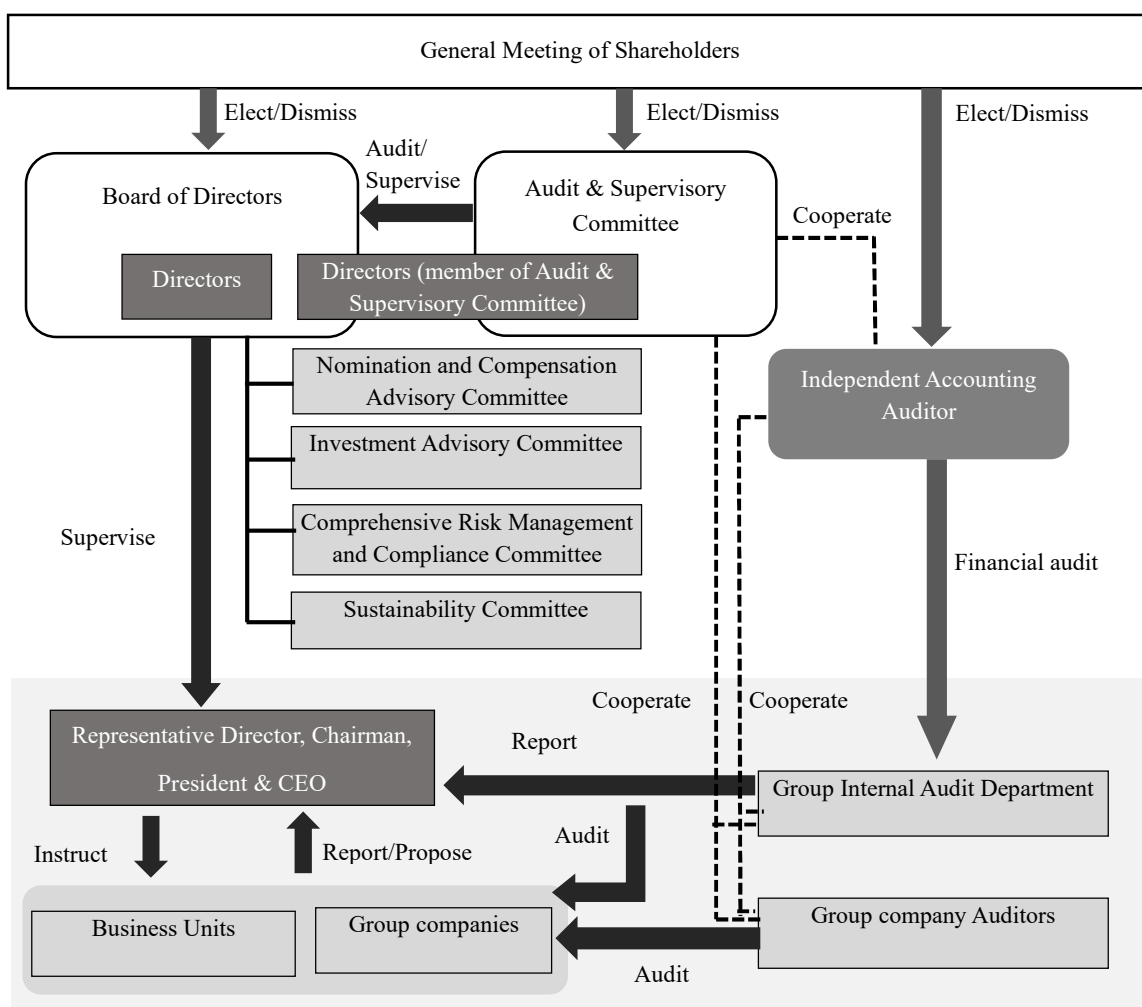 General Meeting of Shareholders
Elect/Dismiss
Elect/Dismiss
Elect/Dismiss
Board of Directors
Audit/
Supervise
Audit & Supervisory
Committee
Cooperate
Directors
Directors (member of Audit &
Supervisory Committee)
Nomination and Compensation
Advisory Committee
Independent Accounting
Auditor
Investment Advisory Committee
Supervise
Comprehensive Risk Management
and Compliance Committee
Financial audit
Sustainability Committee
Cooperate
Cooperate
Representative Director, Chairman,
President & CEO
Report
Group Internal Audit Department
Instruct
Report/Propose
Audit
Business Units
Group companies
Group company Auditors
Audit